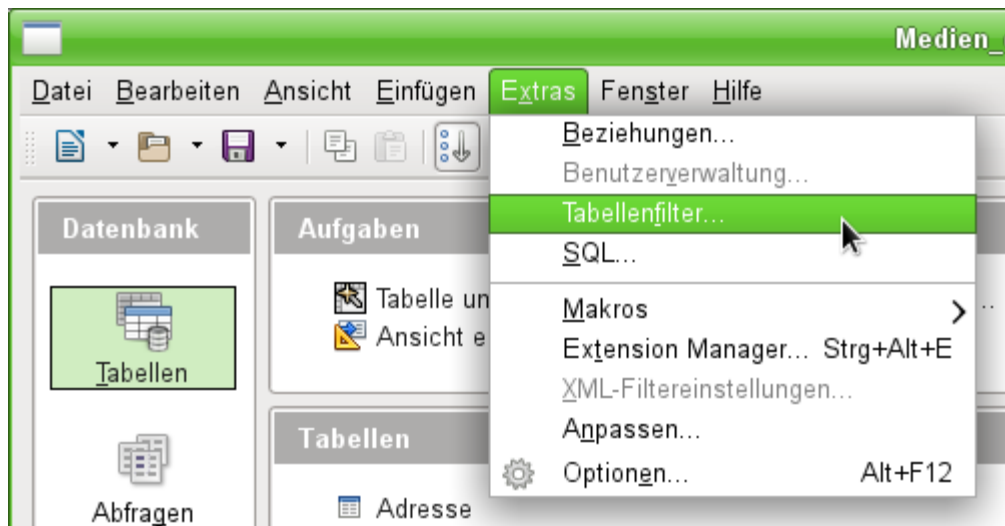 Medien_
Datei Bearbeiten Ansicht Einfügen Extras Fenster Hilfe
Beziehungen...
Benutzerverwaltung...
Tabellenfilter...
SQL...
Makros
Extension Manager... Strg+Alt+E
XML-Filtereinstellungen...
Anpassen...
Optionen... Alt+F12
Datenbank
Tabellen
Abfragen
Aufgaben
Tabelle un
Ansicht e
Tabellen
Adresse